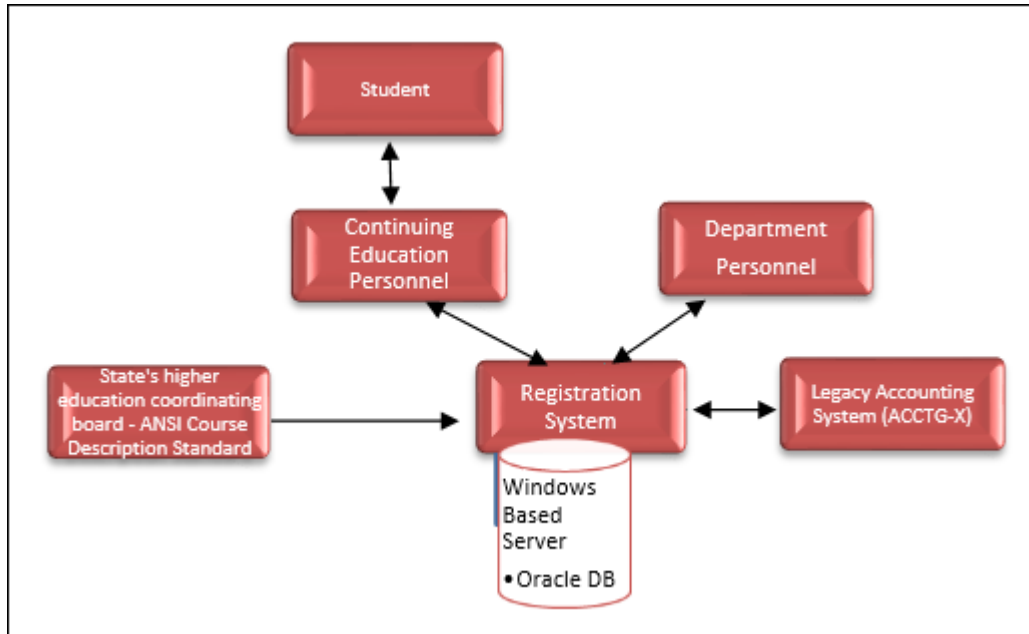 Student
Continuing
Education
Personnel
Department
Personnel
State's higher
education coordinating
board - ANSI Course
Description Standard
Registration
System
Legacy Accounting
System (ACCTG-X)
Windows
Based
Server
• Oracle DB